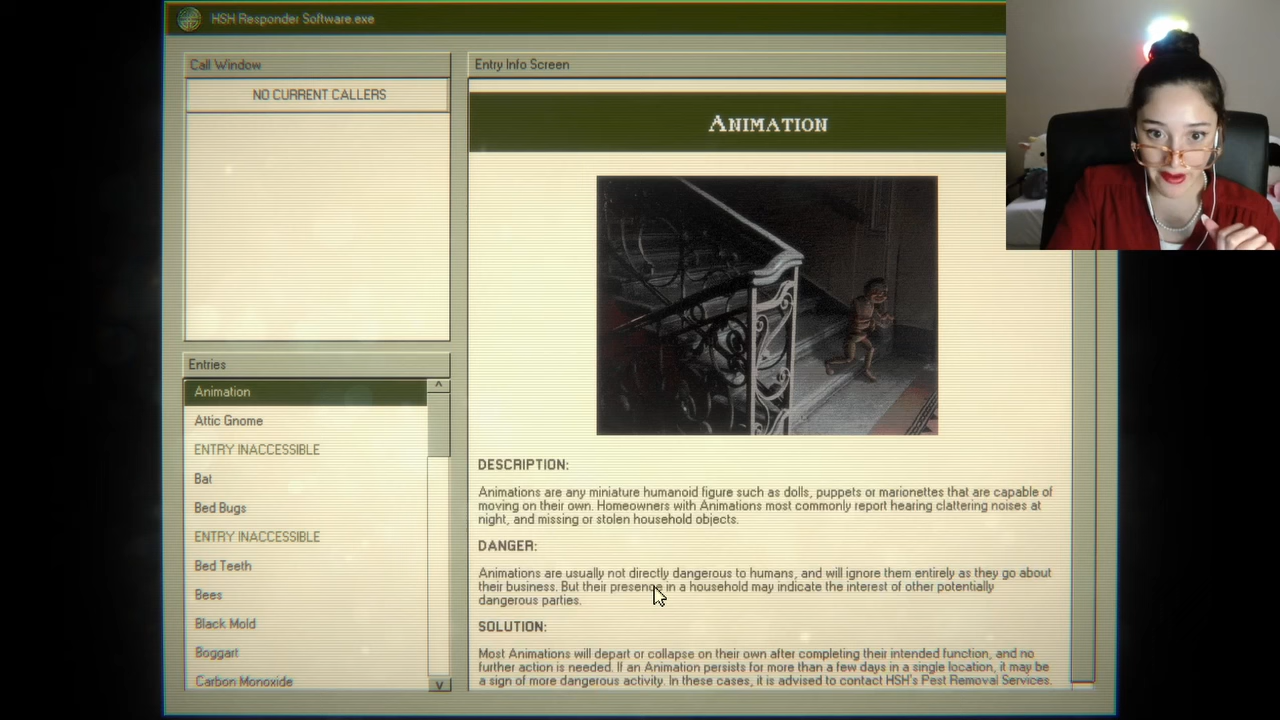 HSH Responder Software.exe
Call Window
NO CURRENT CALLERS
Entries
Animation
Attic Gnome
ENTRY INACCESSIBLE
Bat
Bed Bugs
ENTRY INACCESSIBLE
Bed Teeth
Bees
Black Mold
Boggart
Carbon Monoxide
Entry Info Screen
ANIMATION
DESCRIPTION:
Animations are any miniature humanoid figure such as dolls, puppets or marionettes that are capable of
moving on their own. Homeowners with Animations most commonly report hearing clattering noises at
night, and missing or stolen household objects.
DANGER:
Animations are usually not directly dangerous to humans, and will ignore them entirely as they go about
their business. But their presence in a household may indicate the interest of other potentially
dangerous parties.
SOLUTION:
Most Animations will depart or collapse on their own after completing their intended function, and no
further action is needed. If an Animation persists for more than a few days in a single location, it may be
a sign of more dangerous activity. In these cases, it is advised to contact HSH's Pest Removal Services.